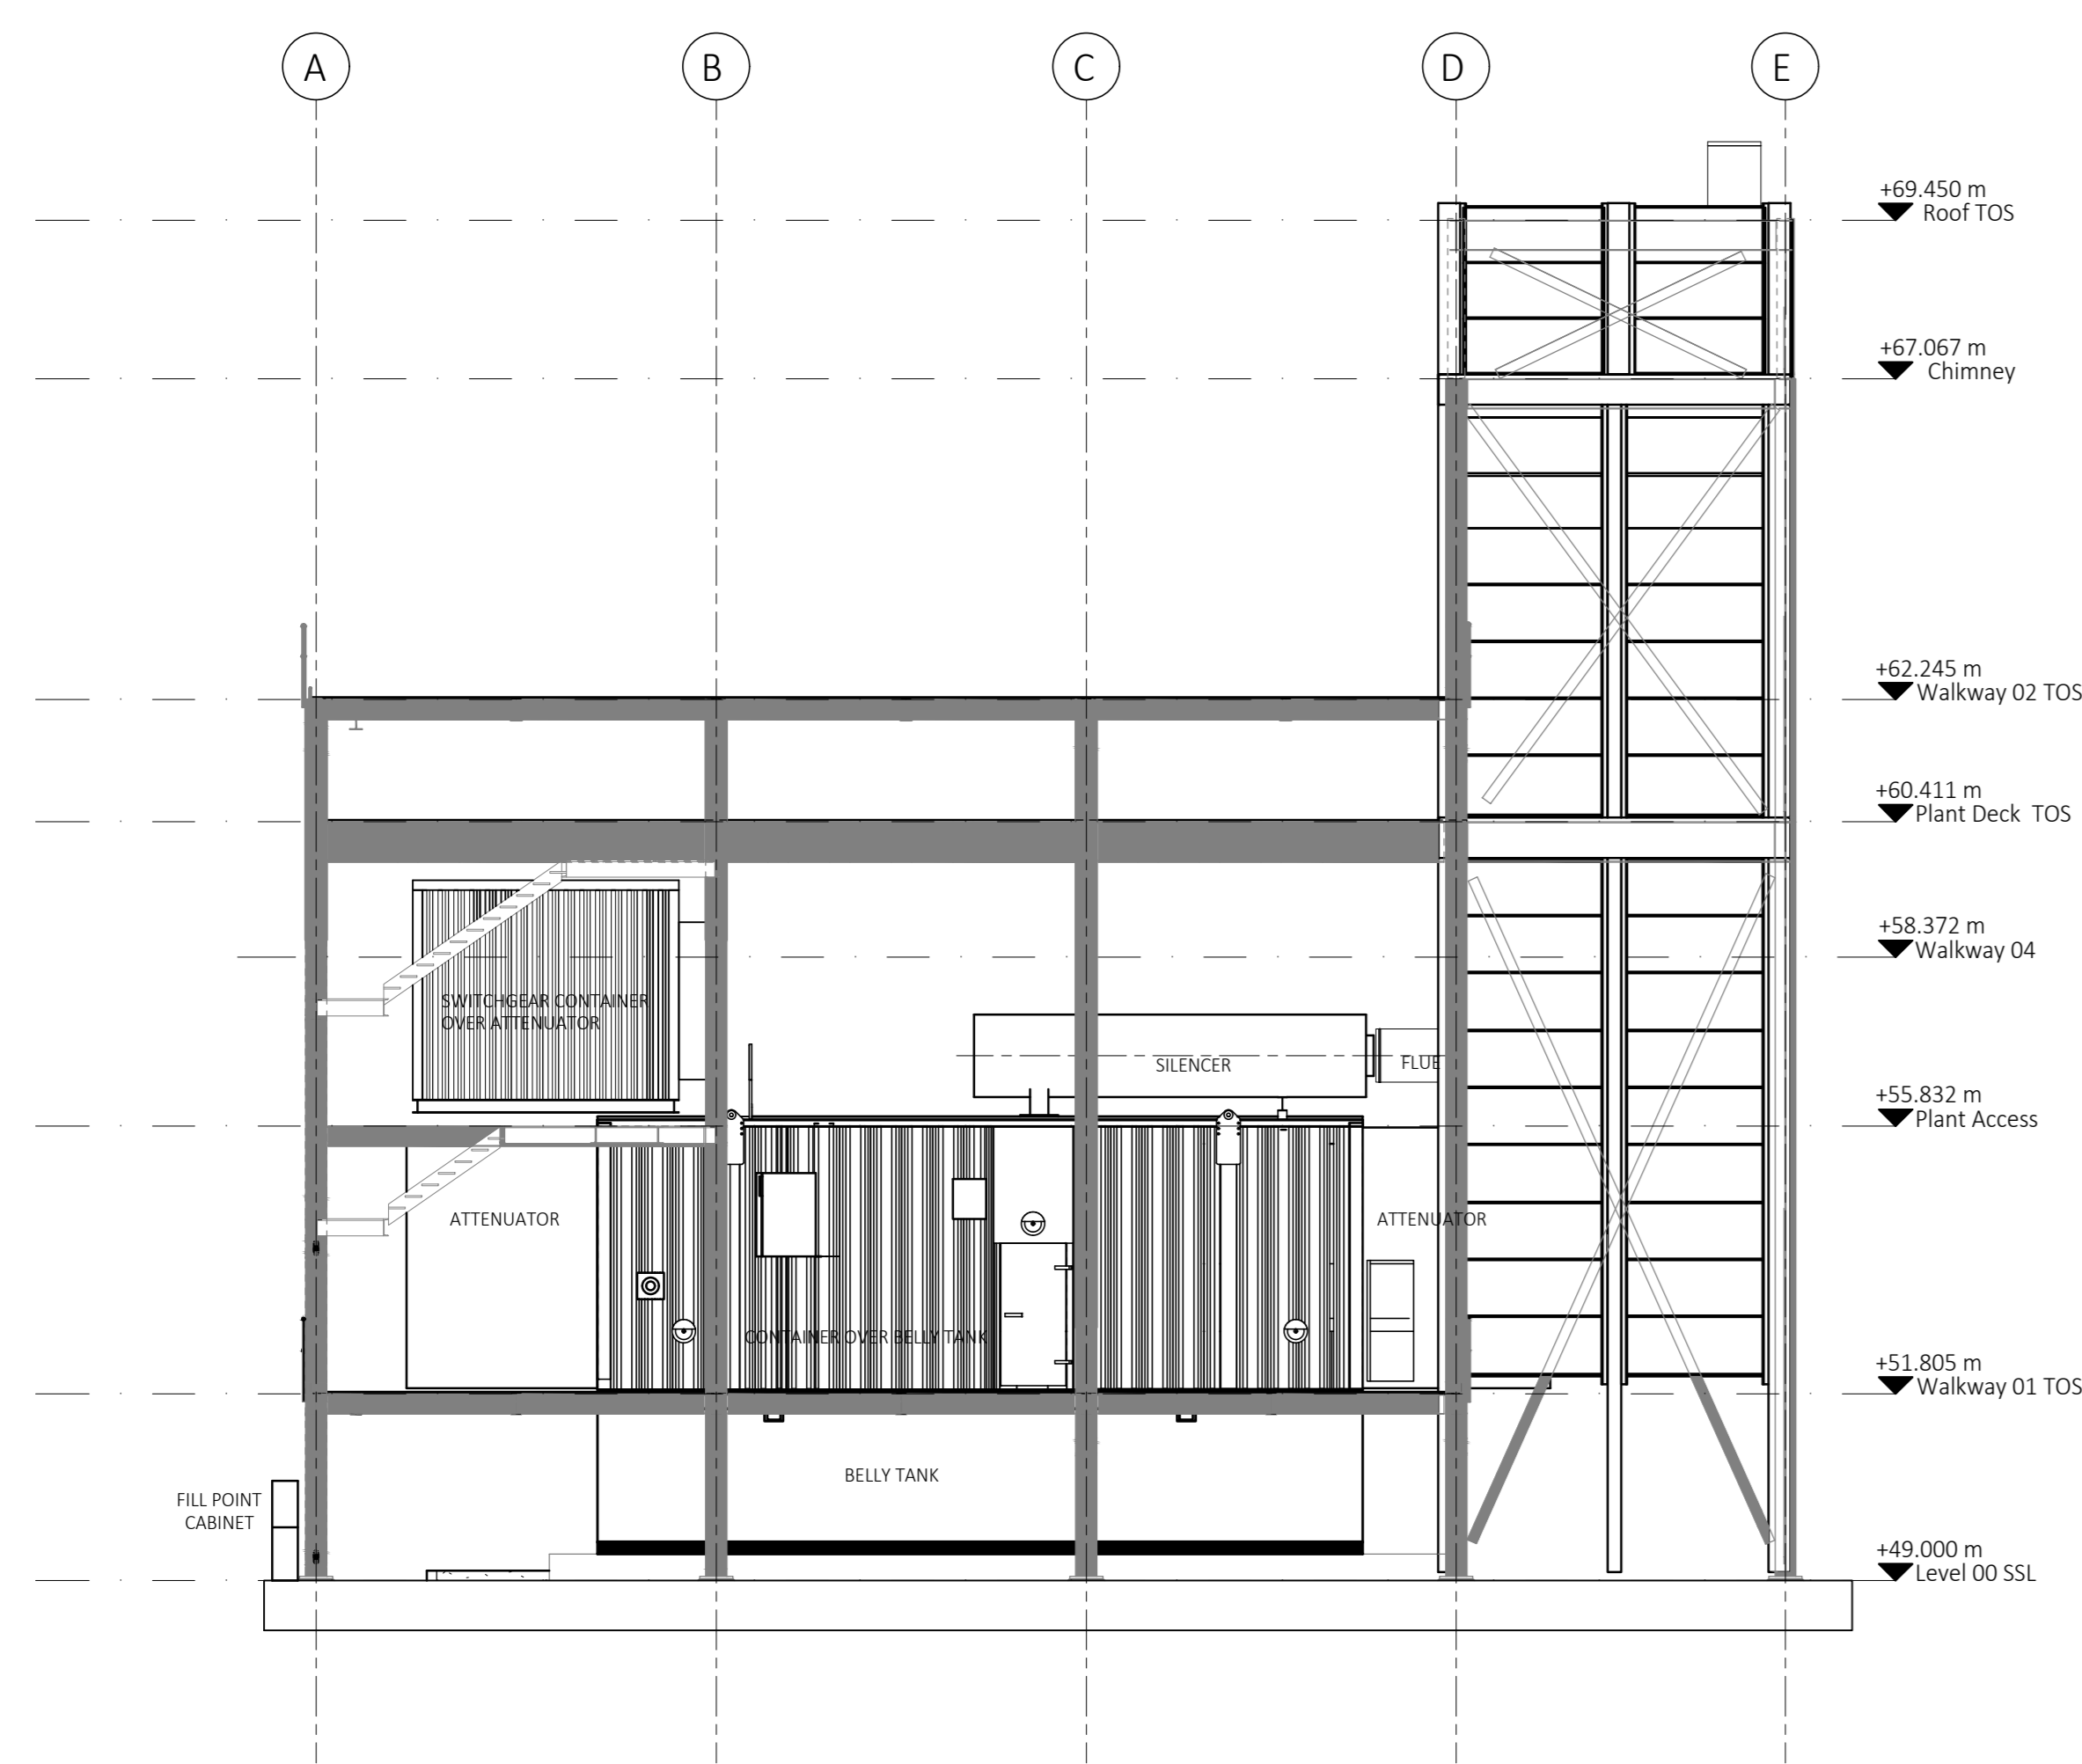 A
B
C
D
E
+69.450 m
Roof TOS
+67.067 m
Chimney
+62.245 m
Walkway 02 TOS
+60.411 m
Plant Deck TOS
+58.372 m
Walkway 04
SWITCHGEAR CONTAINER
OVER ATTENUATOR
SILENCER
FLUE
+55.832 m
Plant Access
ATTENUATOR
ATTENUATOR
CONTAINER OVER BELLY TANK
+51.805 m
Walkway 01 TOS
BELLY TANK
FILL POINT
CABINET
+49.000 m
Level 00 SSL